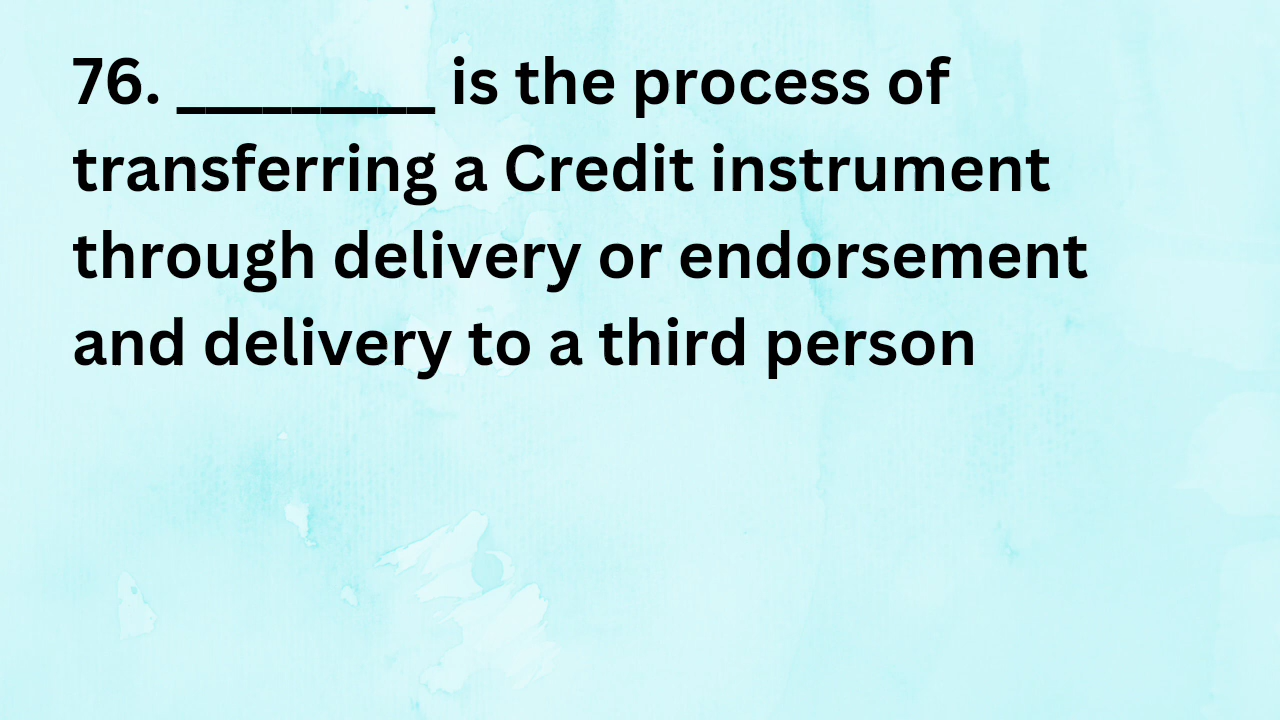 76. _________ is the process of
transferring a Credit instrument
through delivery or endorsement
and delivery to a third person